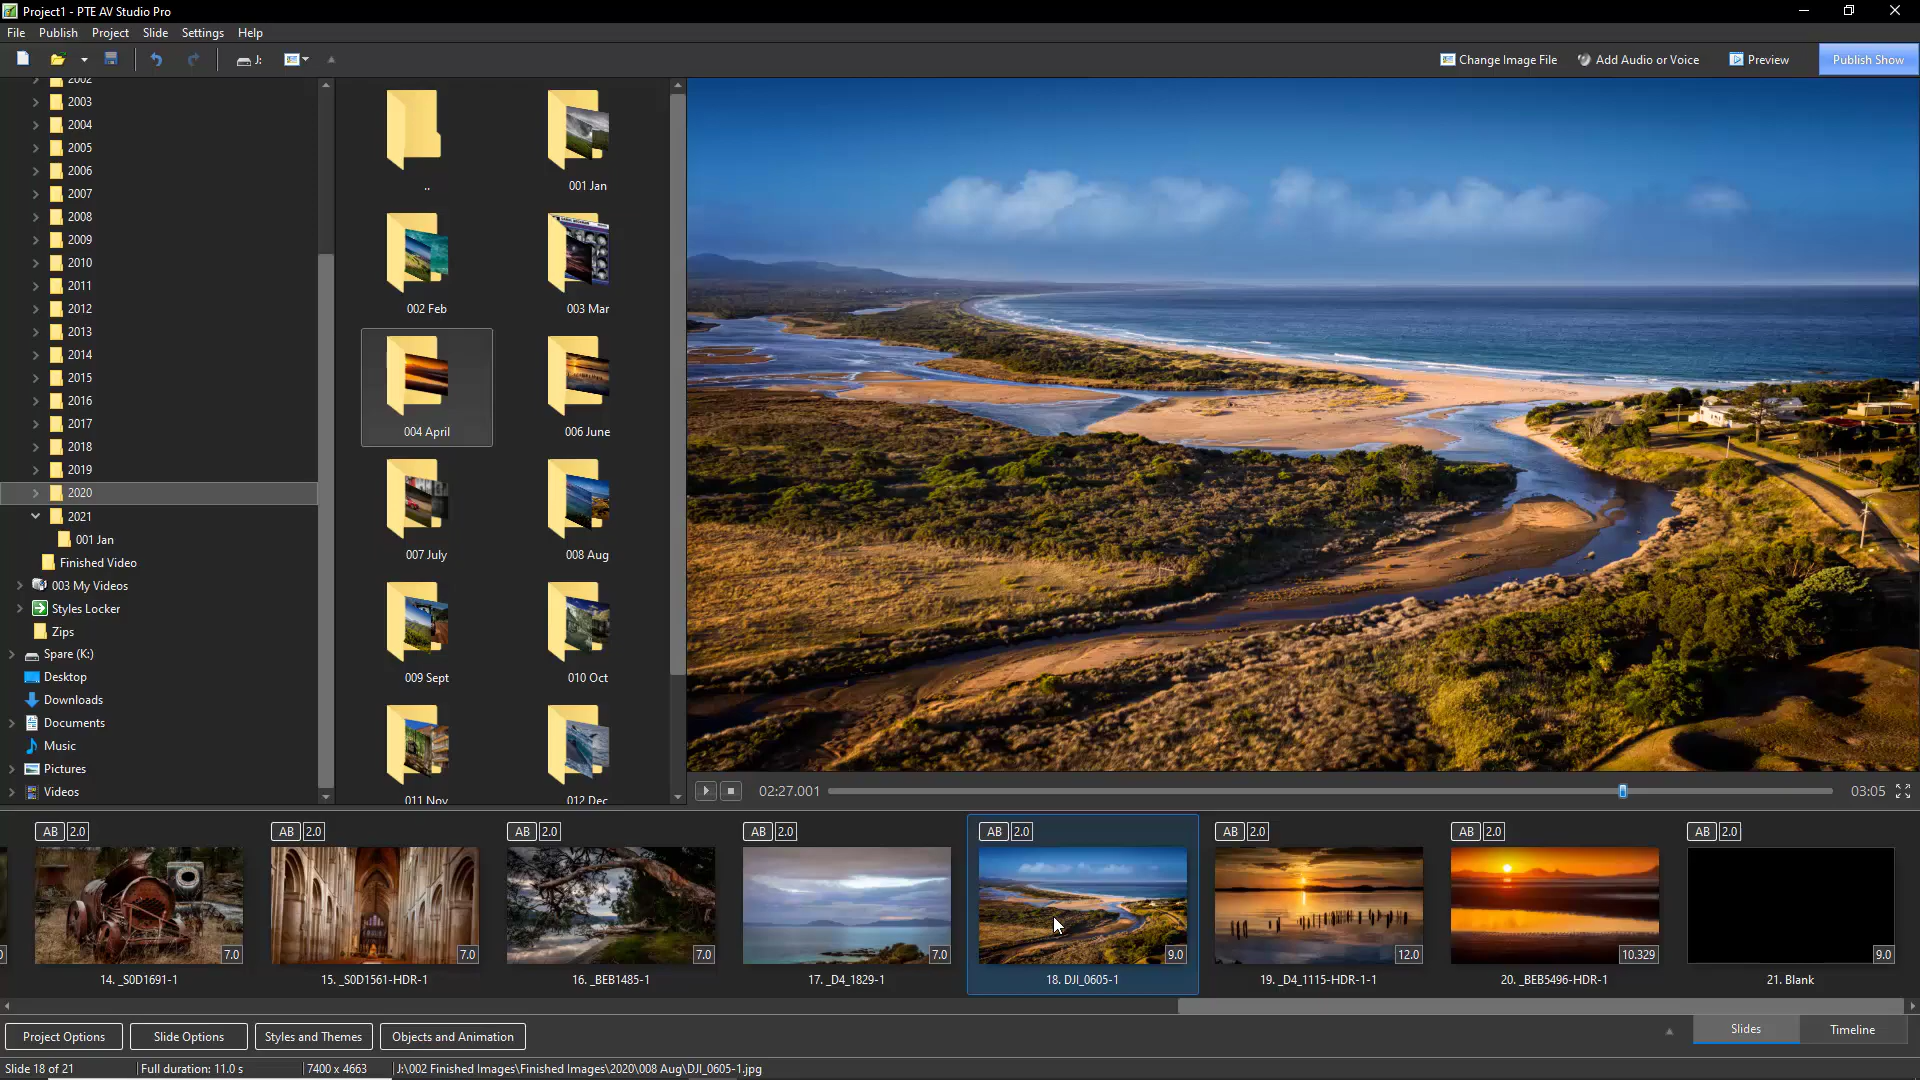 Project1 - PTE AV Studio Pro
File Publish Project Slide Settings Help
J: Change Image File Add Audio or Voice Preview Publish Show
2002
2003
2004
2005
2006
2007
2008
2009
2010
2011
2012
2013
2014
2015
2016
2017
2018
2019
2020
2021
001 Jan
Finished Video
003 My Videos
Styles Locker
Zips
Spare (K:)
Desktop
Downloads
Documents
Music
Pictures
Videos
.. 001 Jan
002 Feb 003 Mar
004 April 006 June
007 July 008 Aug
009 Sept 010 Oct
011 Nov 012 Dec
02:27.001 03:05
AB 2.0 AB 2.0 AB 2.0 AB 2.0 AB 2.0 AB 2.0 AB 2.0 AB 2.0
7.0 7.0 7.0 7.0 9.0 12.0 10.329 9.0
14. _S0D1691-1 15. _S0D1561-HDR-1 16. _BEB1485-1 17. _D4_1829-1 18. DJI_0605-1 19. _D4_1115-HDR-1-1 20. _BEB5496-HDR-1 21. Blank
Project Options Slide Options Styles and Themes Objects and Animation Slides Timeline
Slide 18 of 21 Full duration: 11.0 s 7400 x 4663 J:\002 Finished Images\Finished Images\2020\008 Aug\DJI_0605-1.jpg